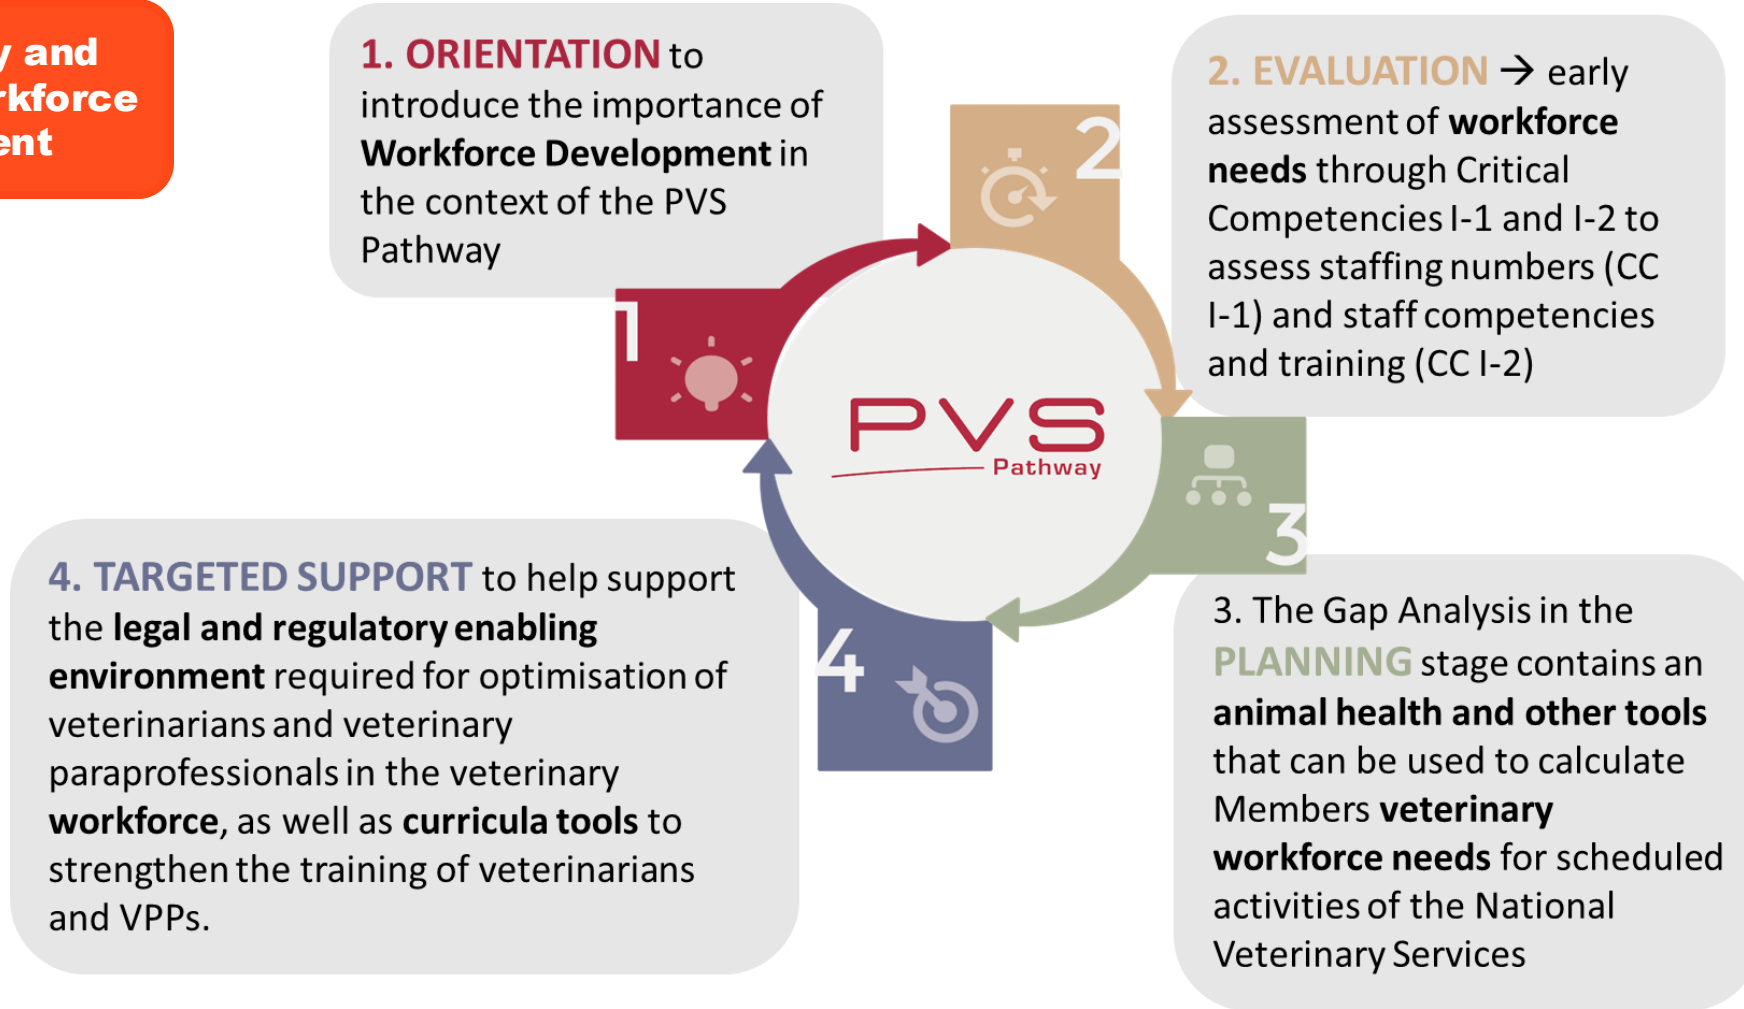 y and
rkforce
ent
1. ORIENTATION to
introduce the importance of
Workforce Development in
the context of the PVS
Pathway
2. EVALUATION → early
assessment of workforce
needs through Critical
Competencies I-1 and I-2 to
assess staffing numbers (CC
I-1) and staff competencies
and training (CC I-2)
1
2
3
4
PVS
Pathway
3. The Gap Analysis in the
PLANNING stage contains an
animal health and other tools
that can be used to calculate
Members veterinary
workforce needs for scheduled
activities of the National
Veterinary Services
4. TARGETED SUPPORT to help support
the legal and regulatory enabling
environment required for optimisation of
veterinarians and veterinary
paraprofessionals in the veterinary
workforce, as well as curricula tools to
strengthen the training of veterinarians
and VPPs.